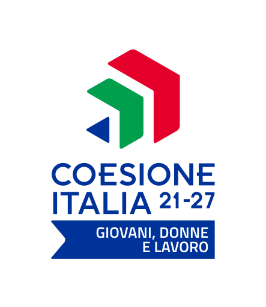 COESIONE
ITALIA 21-27
GIOVANI, DONNE
E LAVORO